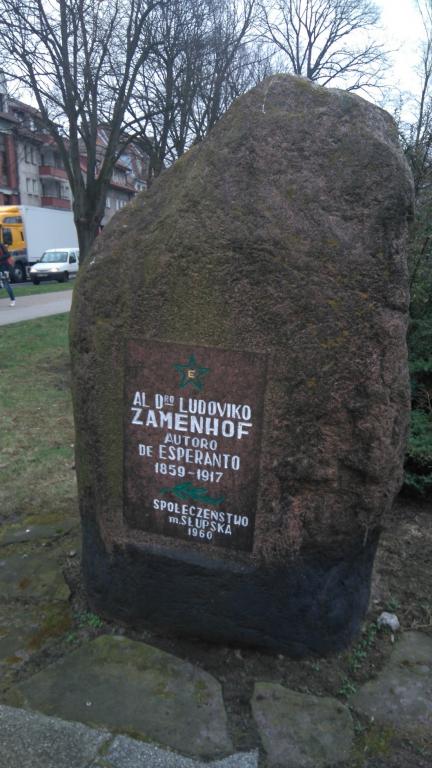 E
AL Dro LUDOVIKO
ZAMENHOF
AUTORO
DE ESPERANTO
1859-1917
SPOŁECZEŃSTWO
m. SŁUPSKA
1960